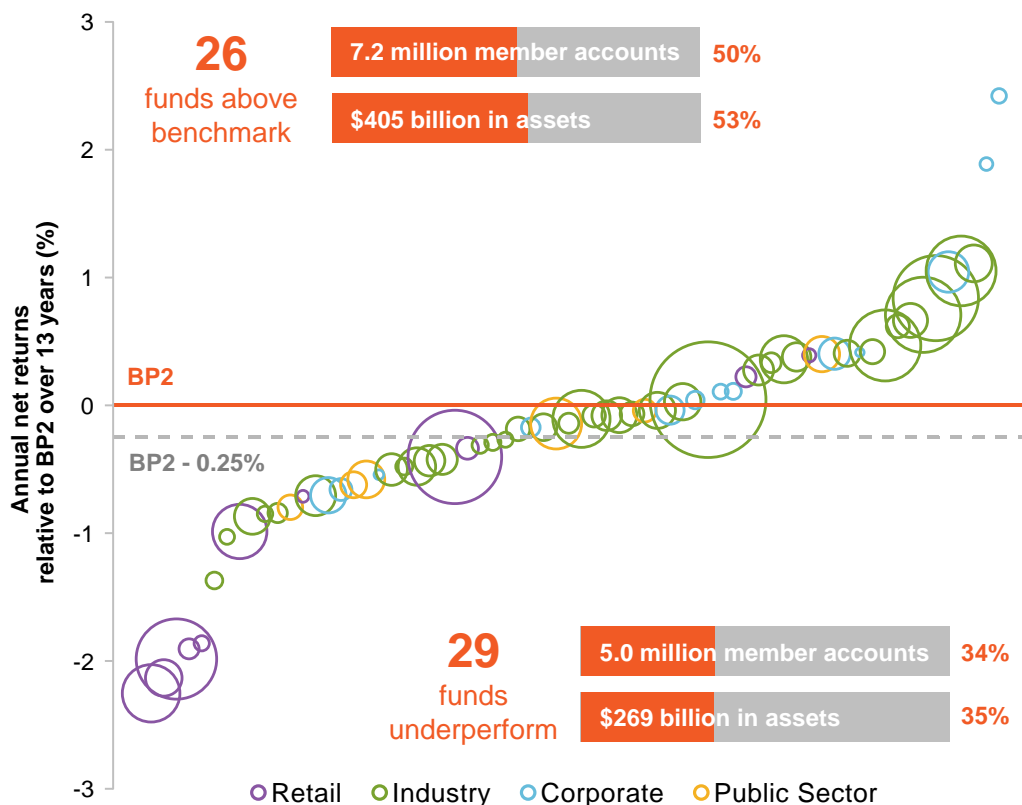 3
2
1
0
-1
-2
-3
Annual net returns
relative to BP2 over 13 years (%)
26
funds above
benchmark
7.2 million member accounts
50%
$405 billion in assets
53%
BP2
BP2 - 0.25%
29
funds
underperform
5.0 million member accounts
34%
$269 billion in assets
35%
Retail
Industry
Corporate
Public Sector